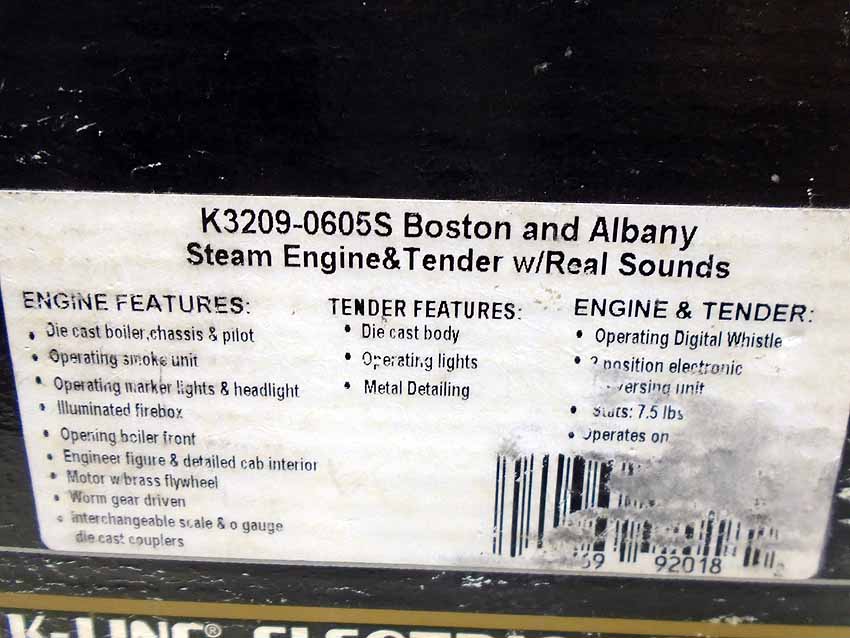 K3209-0605S Boston and Albany
Steam Engine&Tender w/Real Sounds
ENGINE FEATURES:
• Die cast boiler,chassis & pilot
• Operating smoke unit
• Operating marker lights & headlight
• Illuminated firebox
• Opening boiler front
• Engineer figure & detailed cab interior
• Motor w/brass flywheel
• Worm gear driven
• interchangeable scale & o gauge
die cast couplers
TENDER FEATURES:
• Die cast body
• Operating lights
• Metal Detailing
ENGINE & TENDER:
• Operating Digital Whistle
• position electronic
unit
• 7.5 lbs
• Operates on
92018
K-LINE® ELECTRIC